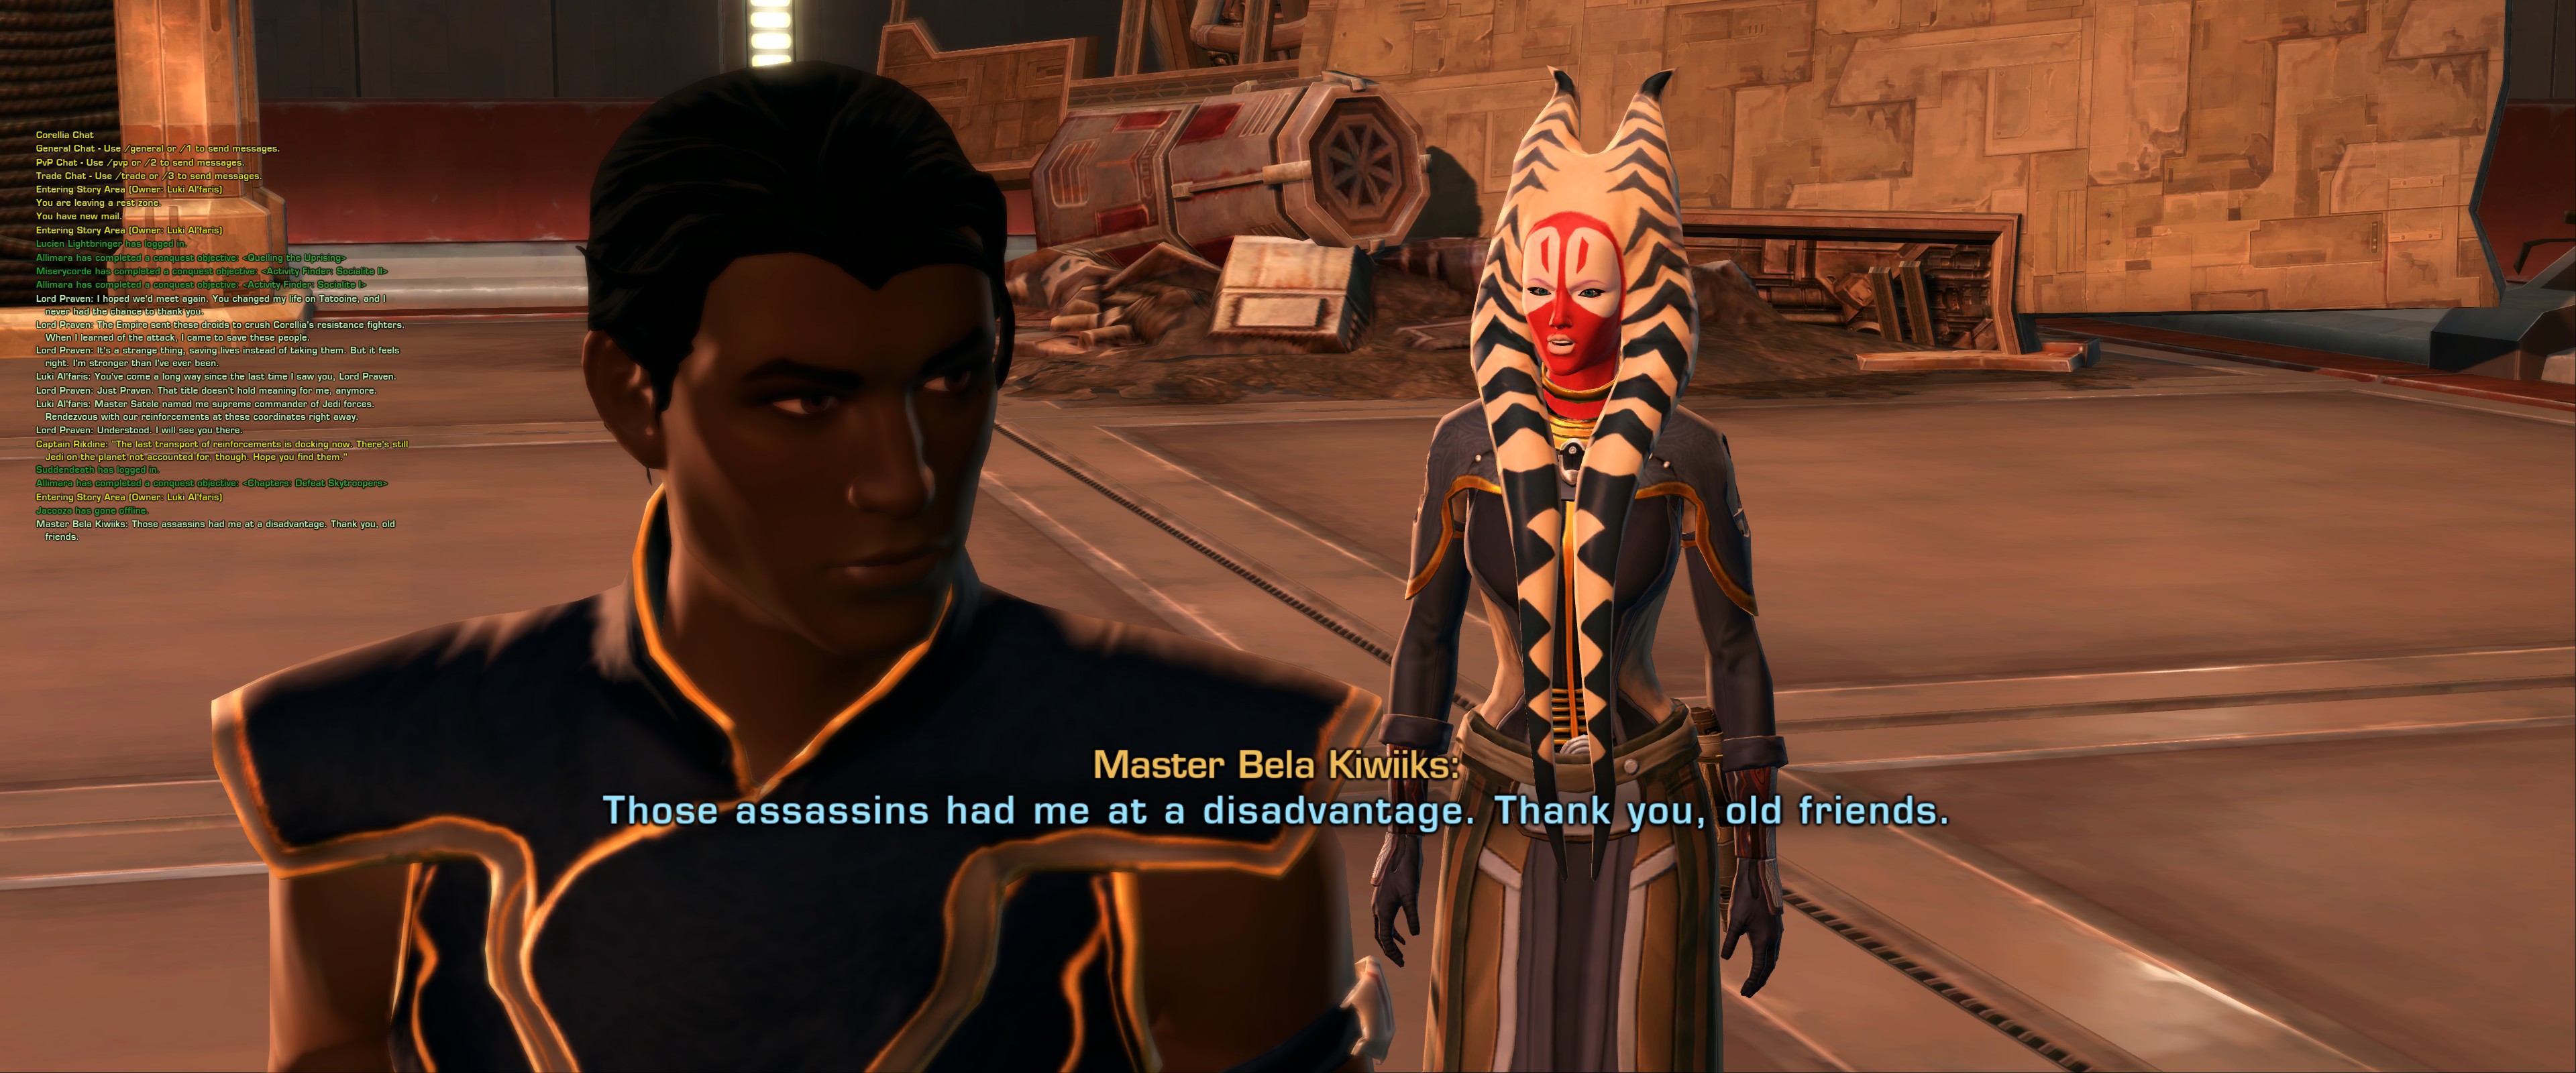 Corellia Chat
General Chat - Use /general or /1 to send messages.
PvP Chat - Use /pvp or /2 to send messages.
Trade Chat - Use /trade or /3 to send messages.
Entering Story Area (Owner: Luki Al'faris)
You are leaving a rest zone.
You have new mail.
Entering Story Area (Owner: Luki Al'faris)
Lucien Lightbringer has logged in.
Allimara has completed a conquest objective: <Quelling the Uprising>
Miserycorde has completed a conquest objective: <Activity Finder: Socialite II>
Allimara has completed a conquest objective: <Activity Finder: Socialite I>
Lord Praven: I hoped we'd meet again. You changed my life on Tatooine, and I
never had the chance to thank you.
Lord Praven: The Empire sent these droids to crush Corellia's resistance fighters.
When I learned of the attack, I came to save these people.
Lord Praven: It's a strange thing, saving lives instead of taking them. But it feels
right. I'm stronger than I've ever been.
Luki Al'faris: You've come a long way since the last time I saw you, Lord Praven.
Lord Praven: Just Praven. That title doesn't hold meaning for me, anymore.
Luki Al'faris: Master Satele named me supreme commander of Jedi forces.
Rendezvous with our reinforcements at these coordinates right away.
Lord Praven: Understood. I will see you there.
Captain Rikdine: "The last transport of reinforcements is docking now. There's still
Jedi on the planet not accounted for, though. Hope you find them."
Suddendeath has logged in.
Allimara has completed a conquest objective: <Chapters: Defeat Skytroopers>
Entering Story Area (Owner: Luki Al'faris)
Jacooza has gone offline.
Master Bela Kiwiiks: Those assassins had me at a disadvantage. Thank you, old
friends.
Master Bela Kiwiiks:
Those assassins had me at a disadvantage. Thank you, old friends.